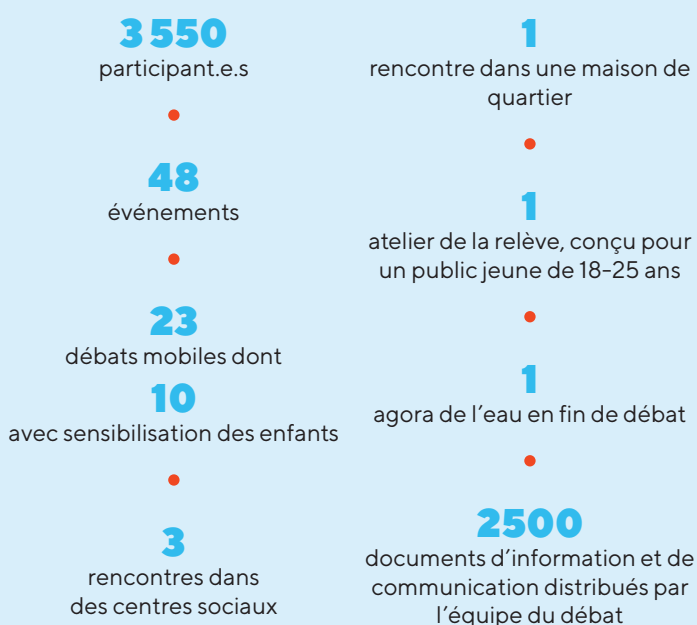 3 550
participant.e.s
48
événements
23
débats mobiles dont
10
avec sensibilisation des enfants
3
rencontres dans
des centres sociaux
1
rencontre dans une maison de
quartier
1
atelier de la relève, conçu pour
un public jeune de 18-25 ans
1
agora de l'eau en fin de débat
2500
documents d'information et de
communication distribués par
l'équipe du débat